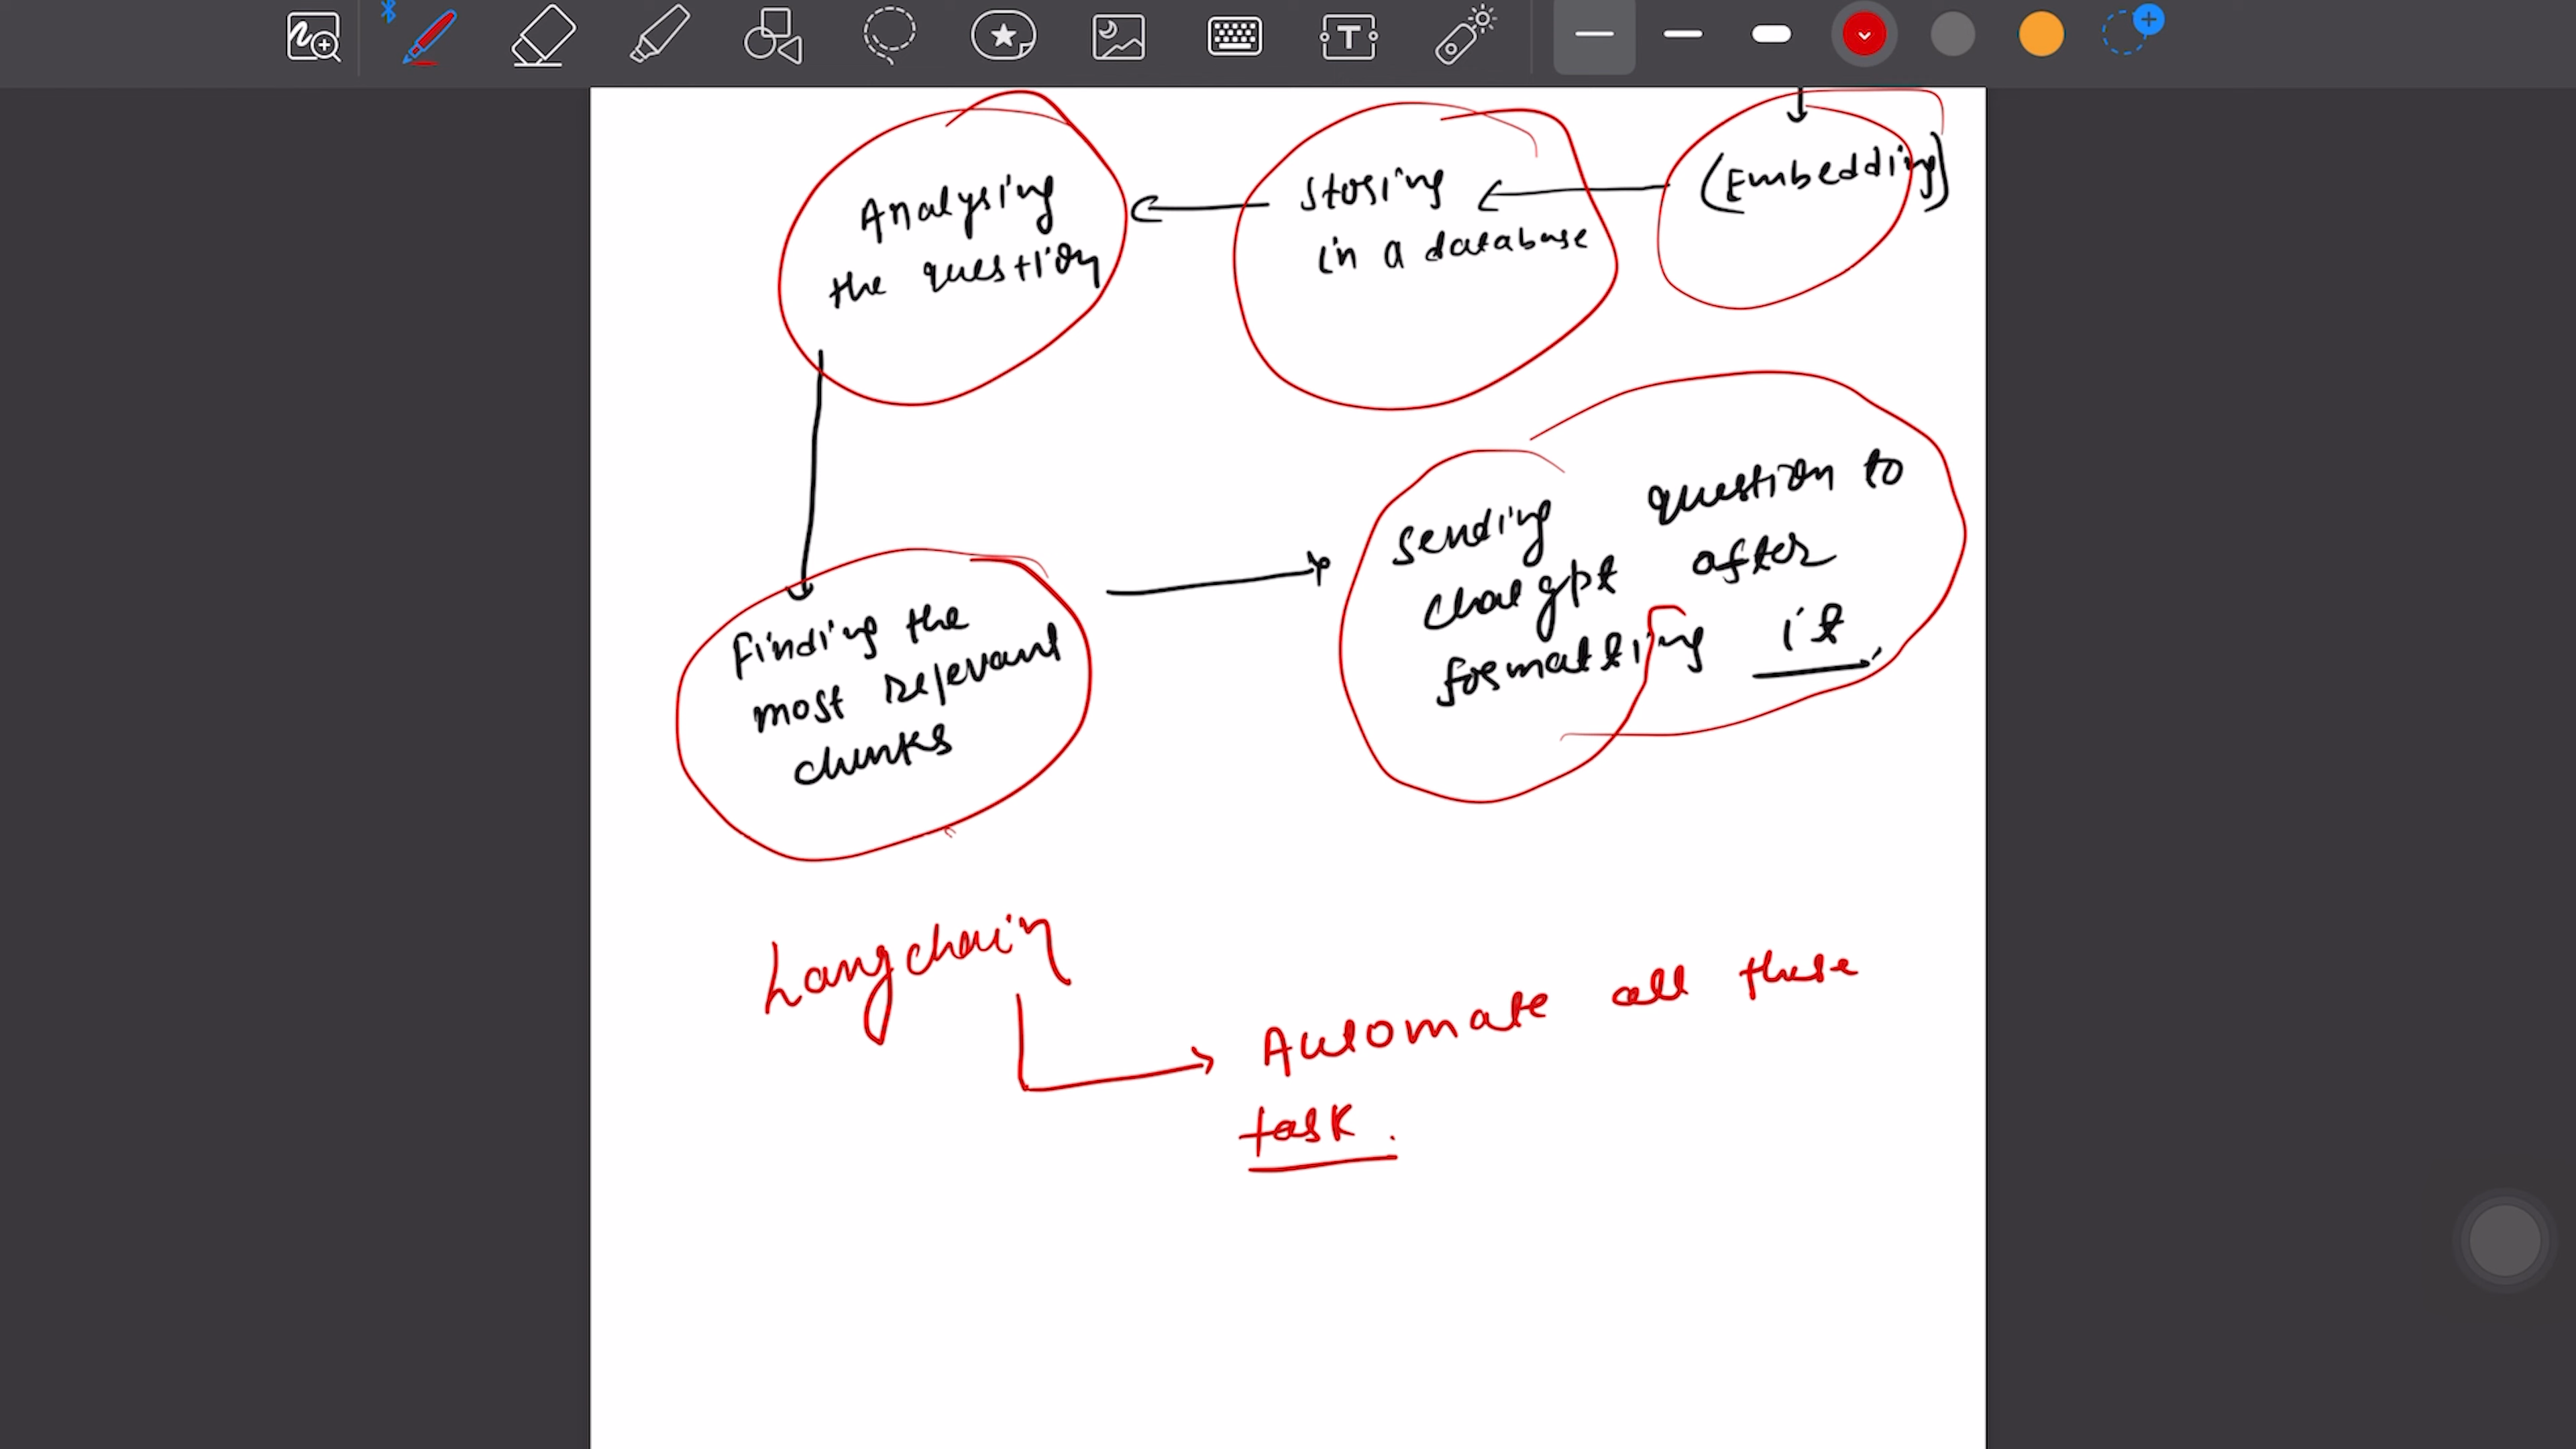 Analysing
the question
storing
in a database
(Embedding)
Finding the
most relevant
chunks
sending question to
chatgpt after
formatting it.
Langchain
Automate all these
task.